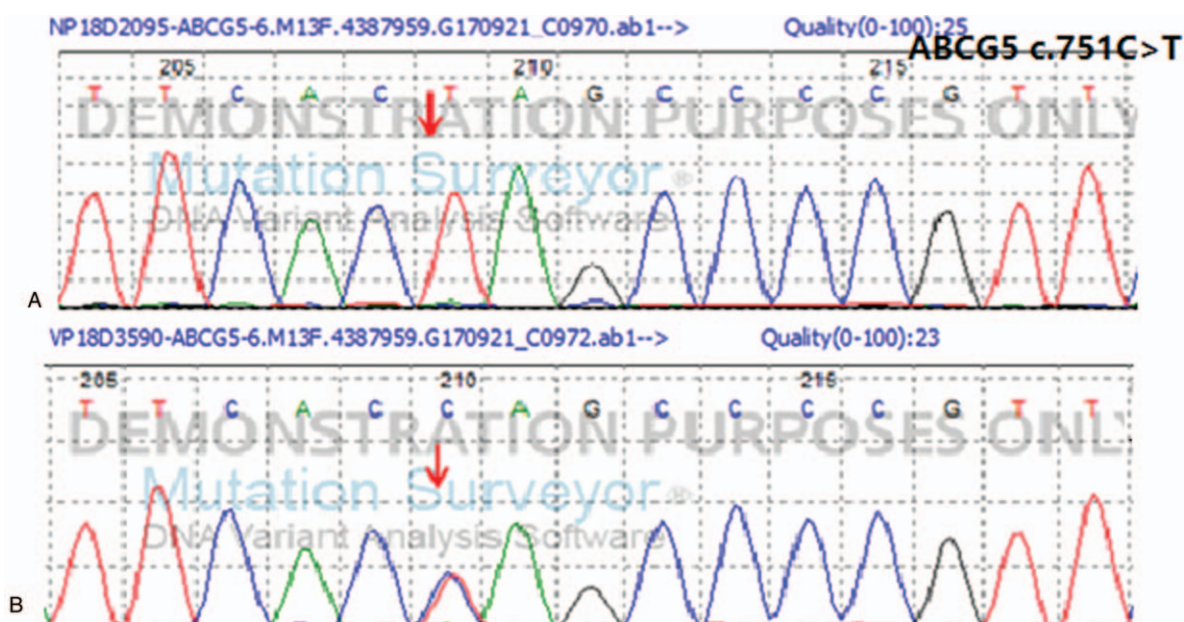 NP18D2095-ABCG5-6.M13F.4387959.G170921_C0970.ab1--> Quality(0-100):25
ABCG5 c.751C>T
205 210 215
T T C A C T A G C C C C G T T
DEMONSTRATION PURPOSES ONLY
Mutation Surveyor®
DNA Variant Analysis Software
A
VP18D3590-ABCG5-6.M13F.4387959.G170921_C0972.ab1--> Quality(0-100):23
205 210 215
T T C A C C A G C C C C G T T
DEMONSTRATION PURPOSES ONLY
Mutation Surveyor®
DNA Variant Analysis Software
B